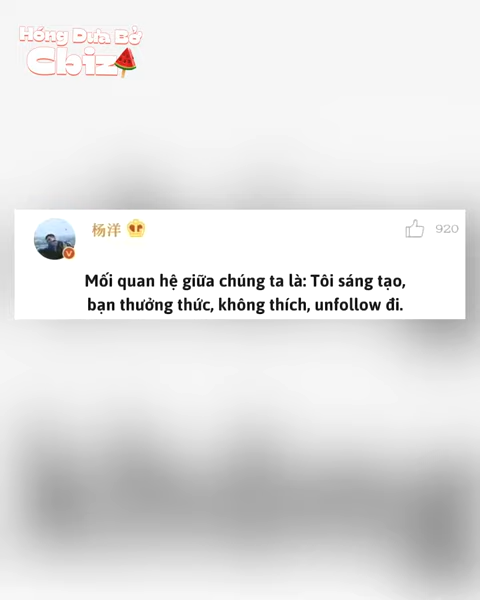 Hóng Dưa Bở
Cbiz
杨洋
920
Mối quan hệ giữa chúng ta là: Tôi sáng tạo,
bạn thưởng thức, không thích, unfollow đi.